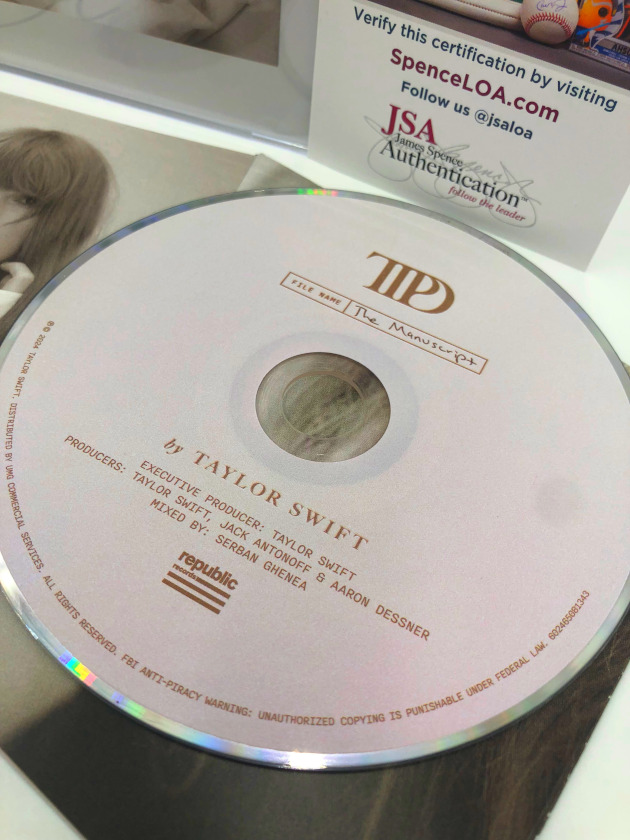 Verify this certification by visiting
SpenceLOA.com
Follow us @jsaloa
JSA
James Spence
Authentication™
follow the leader
TTPD
FILE NAME The Manuscript
by TAYLOR SWIFT
EXECUTIVE PRODUCER: TAYLOR SWIFT
PRODUCERS: TAYLOR SWIFT, JACK ANTONOFF & AARON DESSNER
MIXED BY: SERBAN GHENEA
republic
records
℗© 2024 TAYLOR SWIFT. DISTRIBUTED BY UMG COMMERCIAL SERVICES. ALL RIGHTS RESERVED. FBI ANTI-PIRACY WARNING: UNAUTHORIZED COPYING IS PUNISHABLE UNDER FEDERAL LAW. 602465081343